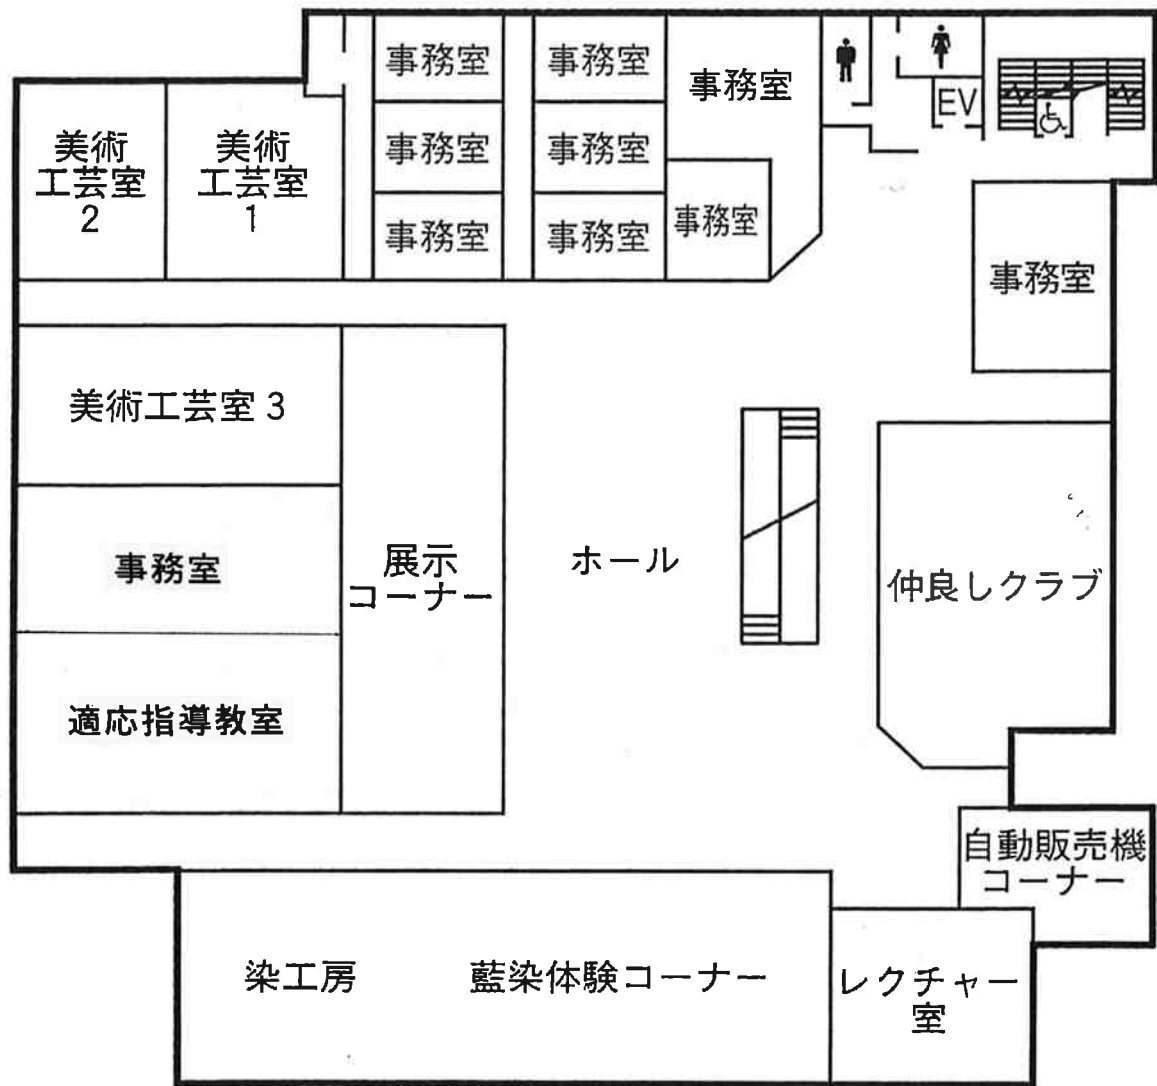 事務室
事務室
事務室
EV
美術
工芸室
2
美術
工芸室
1
事務室
事務室
事務室
事務室
事務室
事務室
美術工芸室 3
事務室
展示
コーナー
ホール
仲良しクラブ
適応指導教室
自動販売機
コーナー
染工房
藍染体験コーナー
レクチャー
室